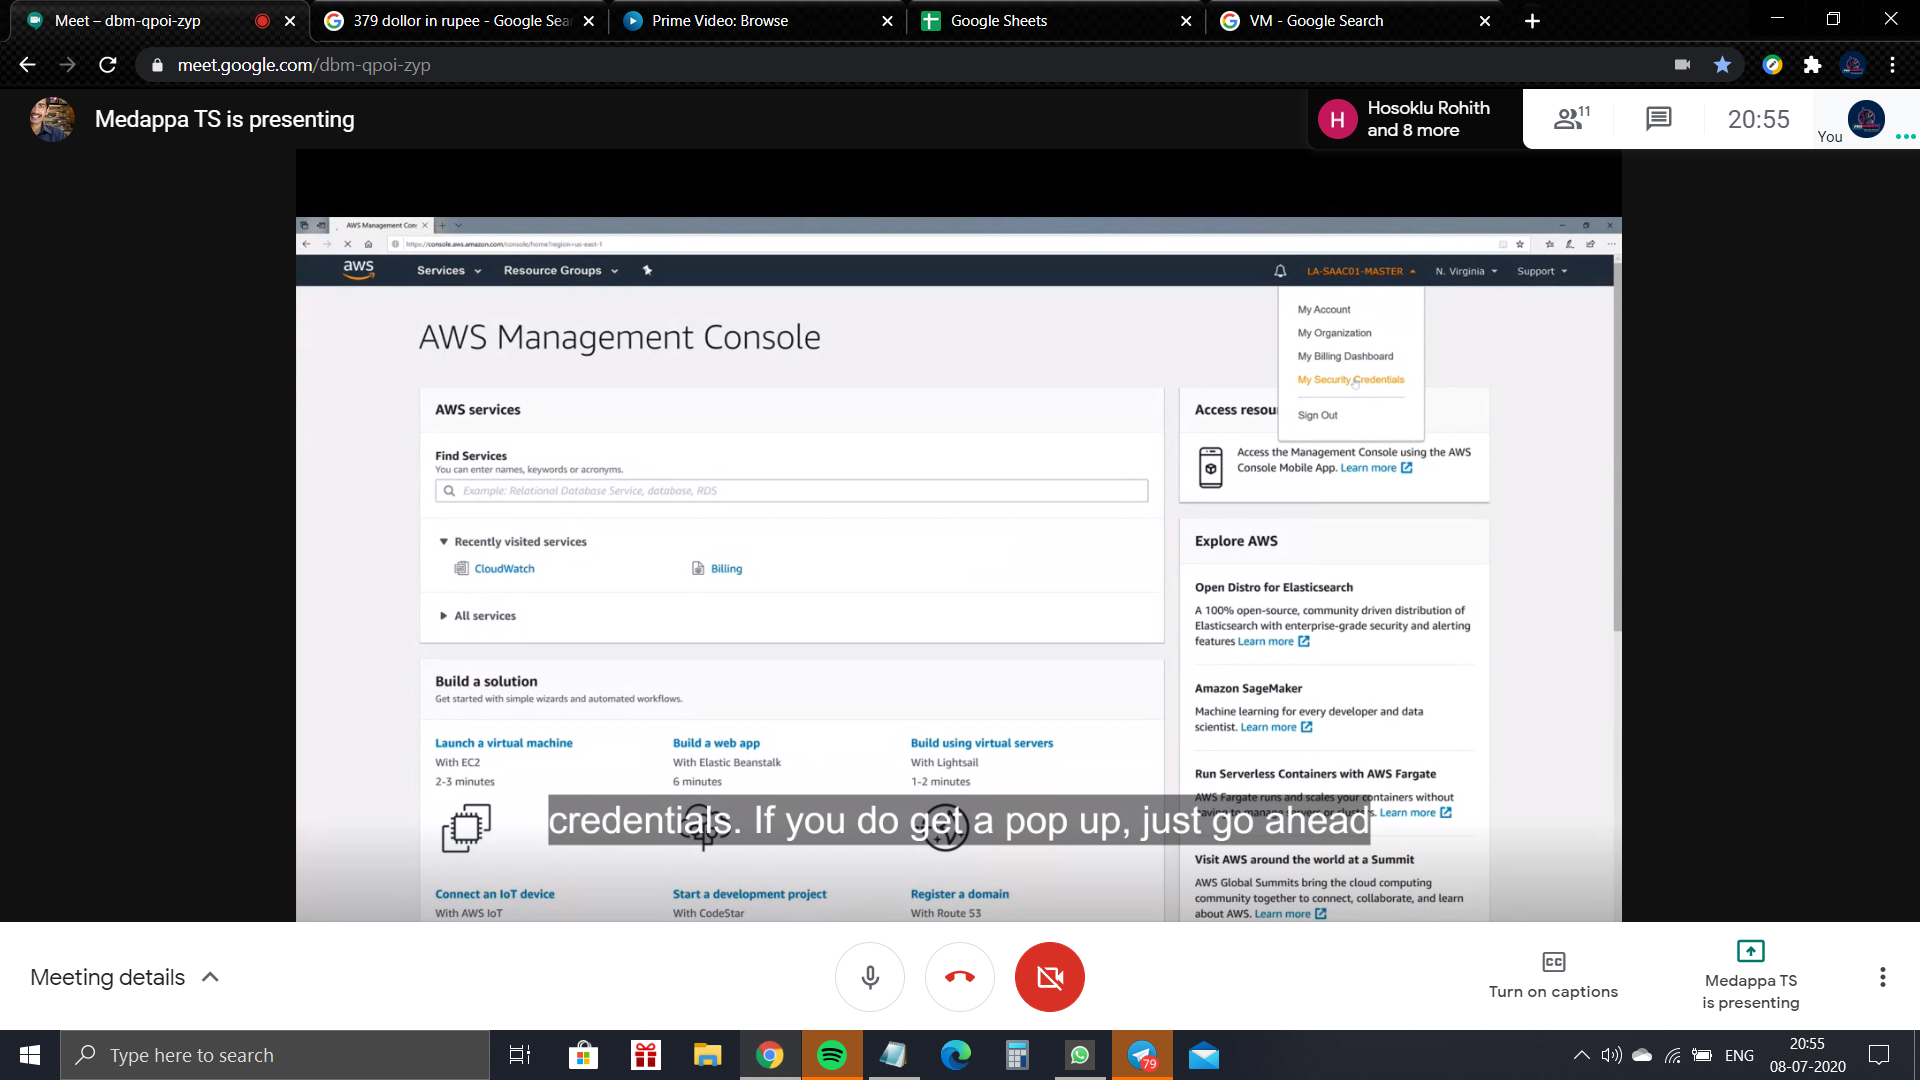 Meet – dbm-qpoi-zyp
379 dollor in rupee - Google Sea
Prime Video: Browse
Google Sheets
VM - Google Search
meet.google.com/dbm-qpoi-zyp
Medappa TS is presenting
H
Hosoklu Rohith
and 8 more
11
20:55
You
AWS Management Con
https://console.aws.amazon.com/console/home?region=us-east-1
aws
Services
Resource Groups
LA-SAAC01-MASTER
N. Virginia
Support
My Account
My Organization
My Billing Dashboard
My Security Credentials
Sign Out
AWS Management Console
AWS services
Find Services
You can enter names, keywords or acronyms.
Example: Relational Database Service, database, RDS
Recently visited services
CloudWatch
Billing
All services
Build a solution
Get started with simple wizards and automated workflows.
Launch a virtual machine
With EC2
2-3 minutes
Build a web app
With Elastic Beanstalk
6 minutes
Build using virtual servers
With Lightsail
1-2 minutes
Connect an IoT device
With AWS IoT
Start a development project
With CodeStar
Register a domain
With Route 53
Access resou
Access the Management Console using the AWS
Console Mobile App. Learn more
Explore AWS
Open Distro for Elasticsearch
A 100% open-source, community driven distribution of
Elasticsearch with enterprise-grade security and alerting
features Learn more
Amazon SageMaker
Machine learning for every developer and data
scientist. Learn more
Run Serverless Containers with AWS Fargate
AWS Fargate runs and scales your containers without
having to manage servers or clusters. Learn more
Visit AWS around the world at a Summit
AWS Global Summits bring the cloud computing
community together to connect, collaborate, and learn
about AWS. Learn more
credentials. If you do get a pop up, just go ahead
Meeting details
Turn on captions
Medappa TS
is presenting
Type here to search
79
ENG
20:55
08-07-2020